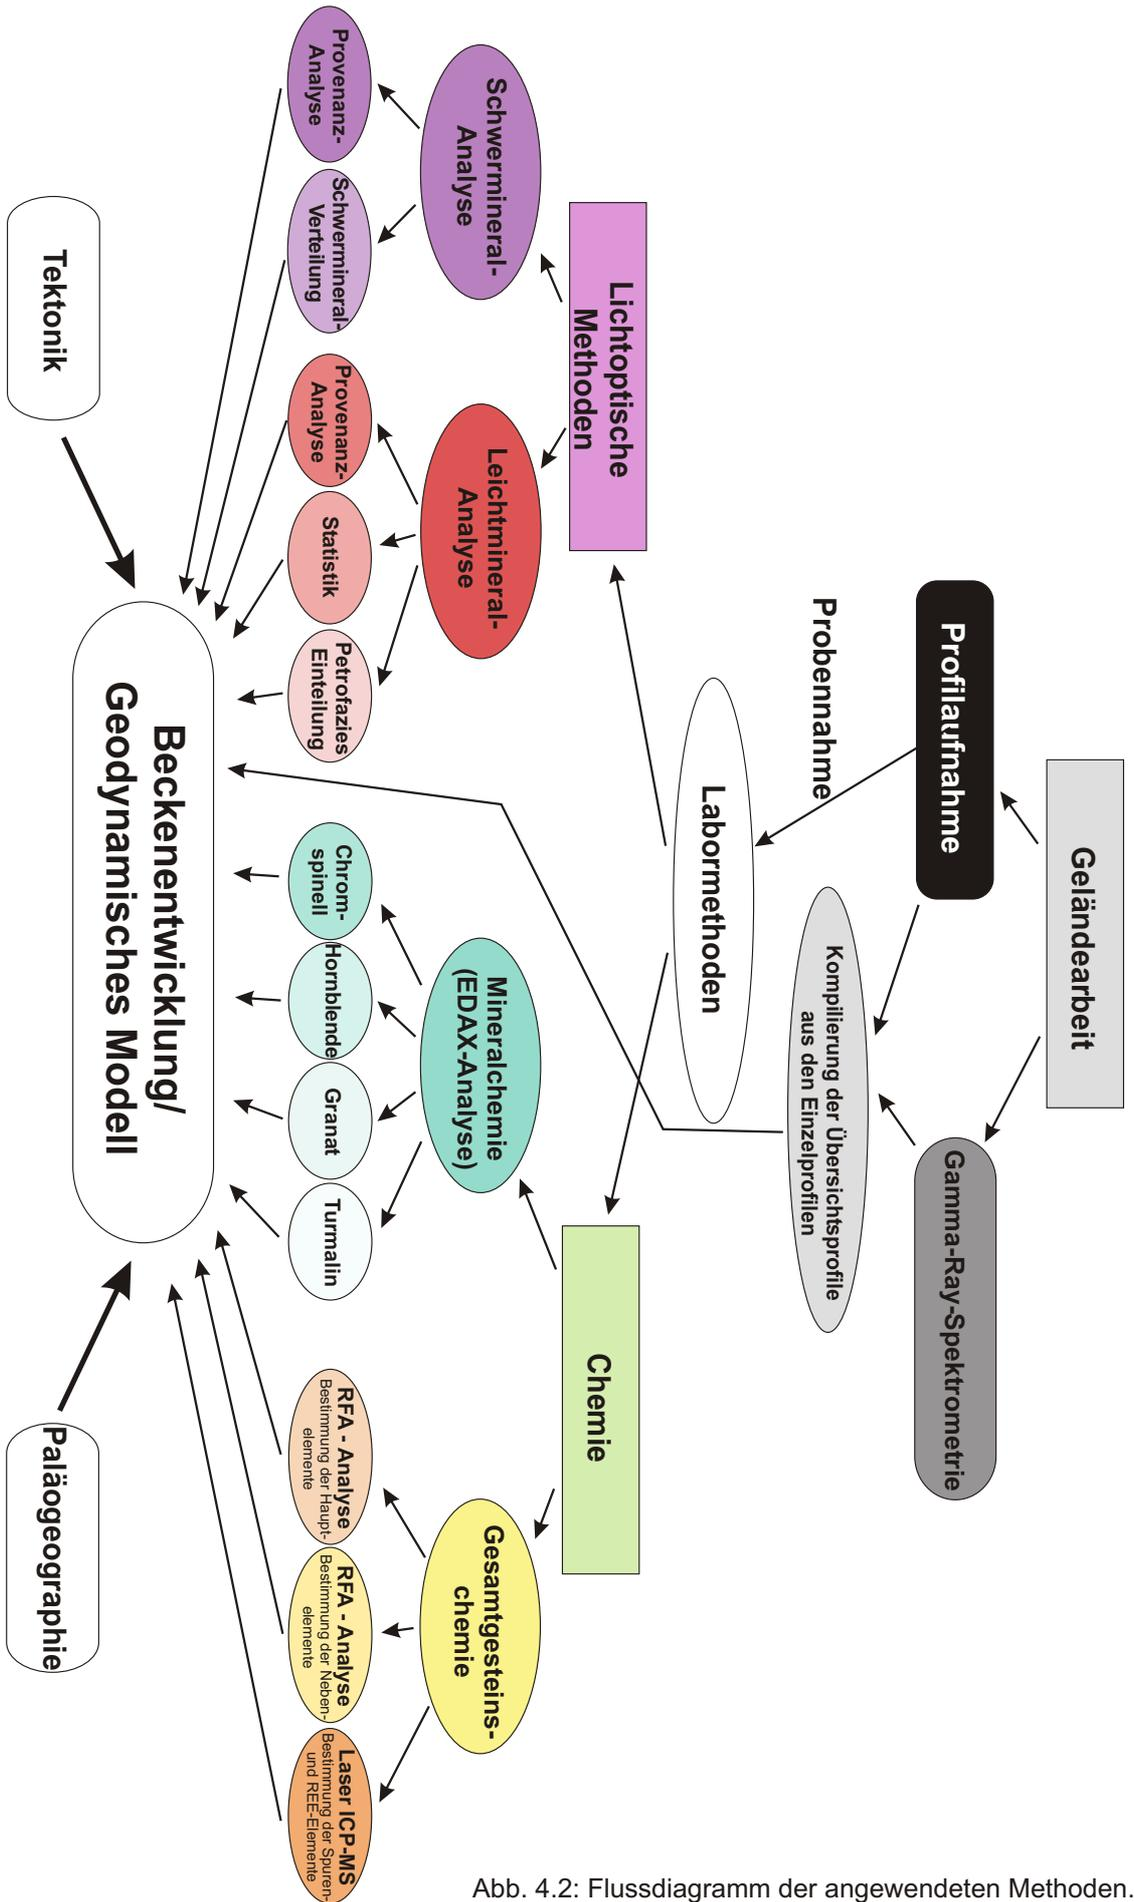 Geländearbeit
Profilaufnahme
Gamma-Ray-Spektrometrie
Probennahme
Kompilierung der Übersichtsprofile
aus den Einzelprofilen
Labormethoden
Lichtoptische
Methoden
Chemie
Schwermineral-
Analyse
Leichtmineral-
Analyse
Mineralchemie
(EDAX-Analyse)
Gesamtgesteins-
chemie
Provenanz-
Analyse
Schwermineral-
Verteilung
Provenanz-
Analyse
Statistik
Petrofazies
Einteilung
Chrom-
spinell
Hornblende
Granat
Turmalin
RFA - Analyse
Bestimmung der Haupt-
elemente
RFA - Analyse
Bestimmung der Neben-
elemente
Laser ICP-MS
Bestimmung der Spuren-
und REE-Elemente
Beckenentwicklung/
Geodynamisches Modell
Tektonik
Paläogeographie
Abb. 4.2: Flussdiagramm der angewendeten Methoden.